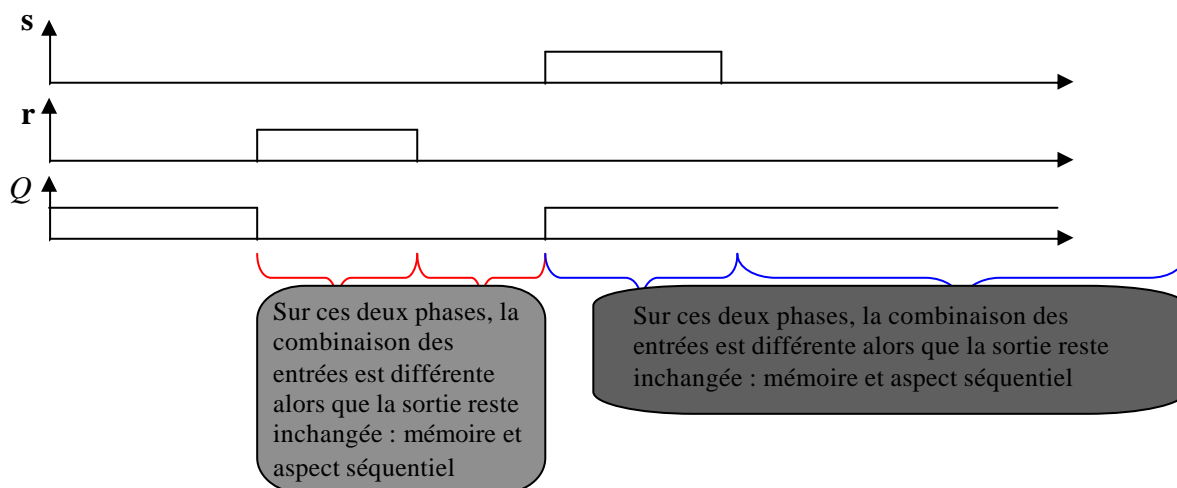 s
r
Q
Sur ces deux phases, la
combinaison des
entrées est différente
alors que la sortie reste
inchangée : mémoire et
aspect séquentiel
Sur ces deux phases, la combinaison des
entrées est différente alors que la sortie reste
inchangée : mémoire et aspect séquentiel